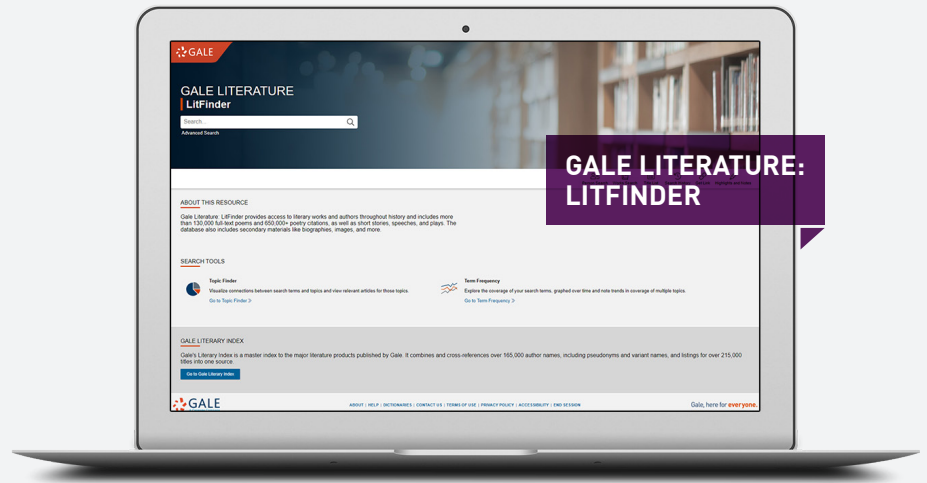 GALE
GALE LITERATURE
LitFinder
Search...
Advanced Search
GALE LITERATURE:
LITFINDER
ABOUT THIS RESOURCE
Gale Literature: LitFinder provides access to literary works and authors throughout history and includes more
than 130,000 full-text poems and 650,000+ poetry citations, as well as short stories, speeches, and plays. The
database also includes secondary materials like biographies, images, and more.
SEARCH TOOLS
Topic Finder
Visualize connections between search terms and topics and view relevant articles for those topics.
Go to Topic Finder >
Term Frequency
Explore the coverage of your search terms, graphed over time and note trends in coverage of multiple topics.
Go to Term Frequency >
GALE LITERARY INDEX
Gale's Literary Index is a master index to the major literature products published by Gale. It combines and cross-references over 165,000 author names, including pseudonyms and variant names, and listings for over 215,000
titles into one source.
Go to Gale Literary Index
GALE
ABOUT | HELP | DICTIONARIES | CONTACT US | TERMS OF USE | PRIVACY POLICY | ACCESSIBILITY | END SESSION
Gale, here for everyone.